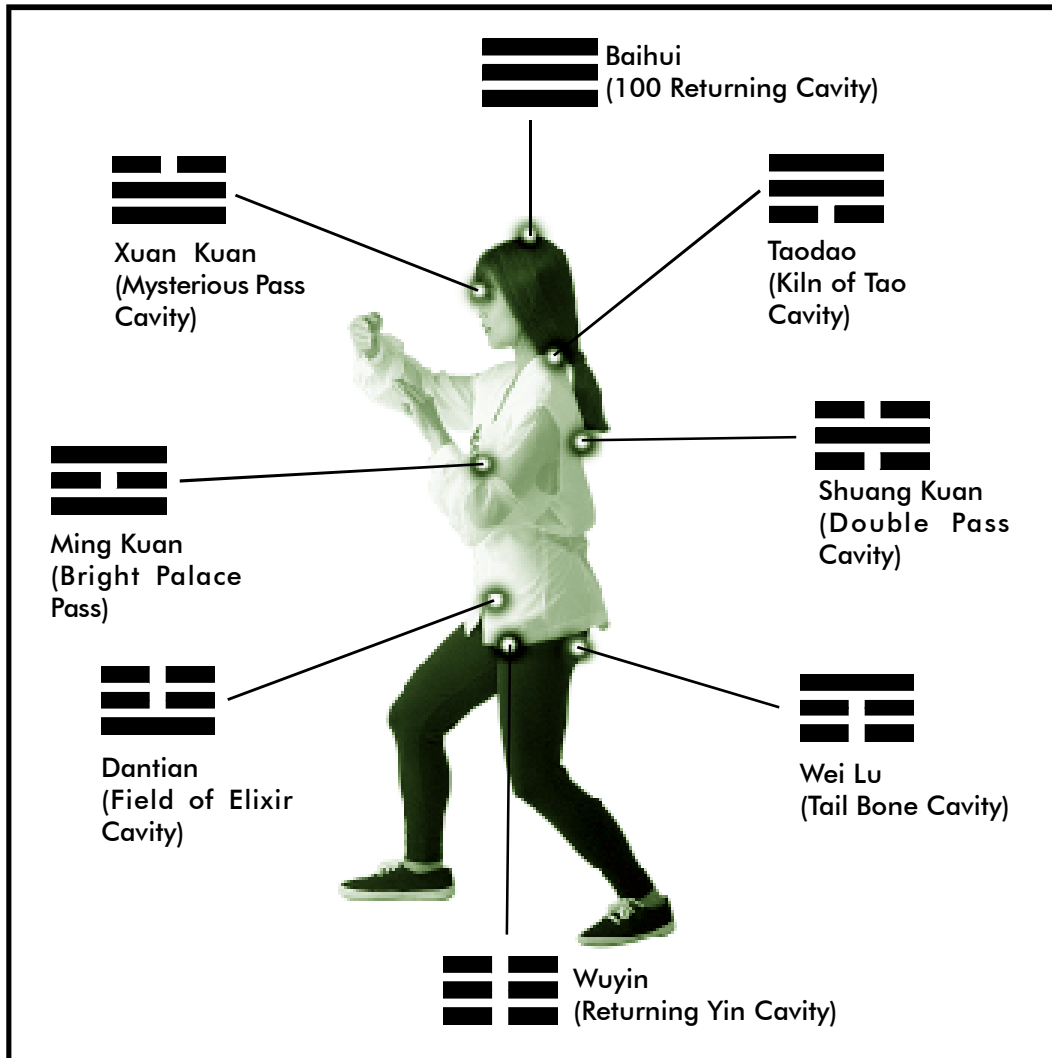 Baihui
(100 Returning Cavity)
Xuan Kuan
(Mysterious Pass
Cavity)
Taodao
(Kiln of Tao
Cavity)
Ming Kuan
(Bright Palace
Pass)
Shuang Kuan
(Double Pass
Cavity)
Dantian
(Field of Elixir
Cavity)
Wei Lu
(Tail Bone Cavity)
Wuyin
(Returning Yin Cavity)